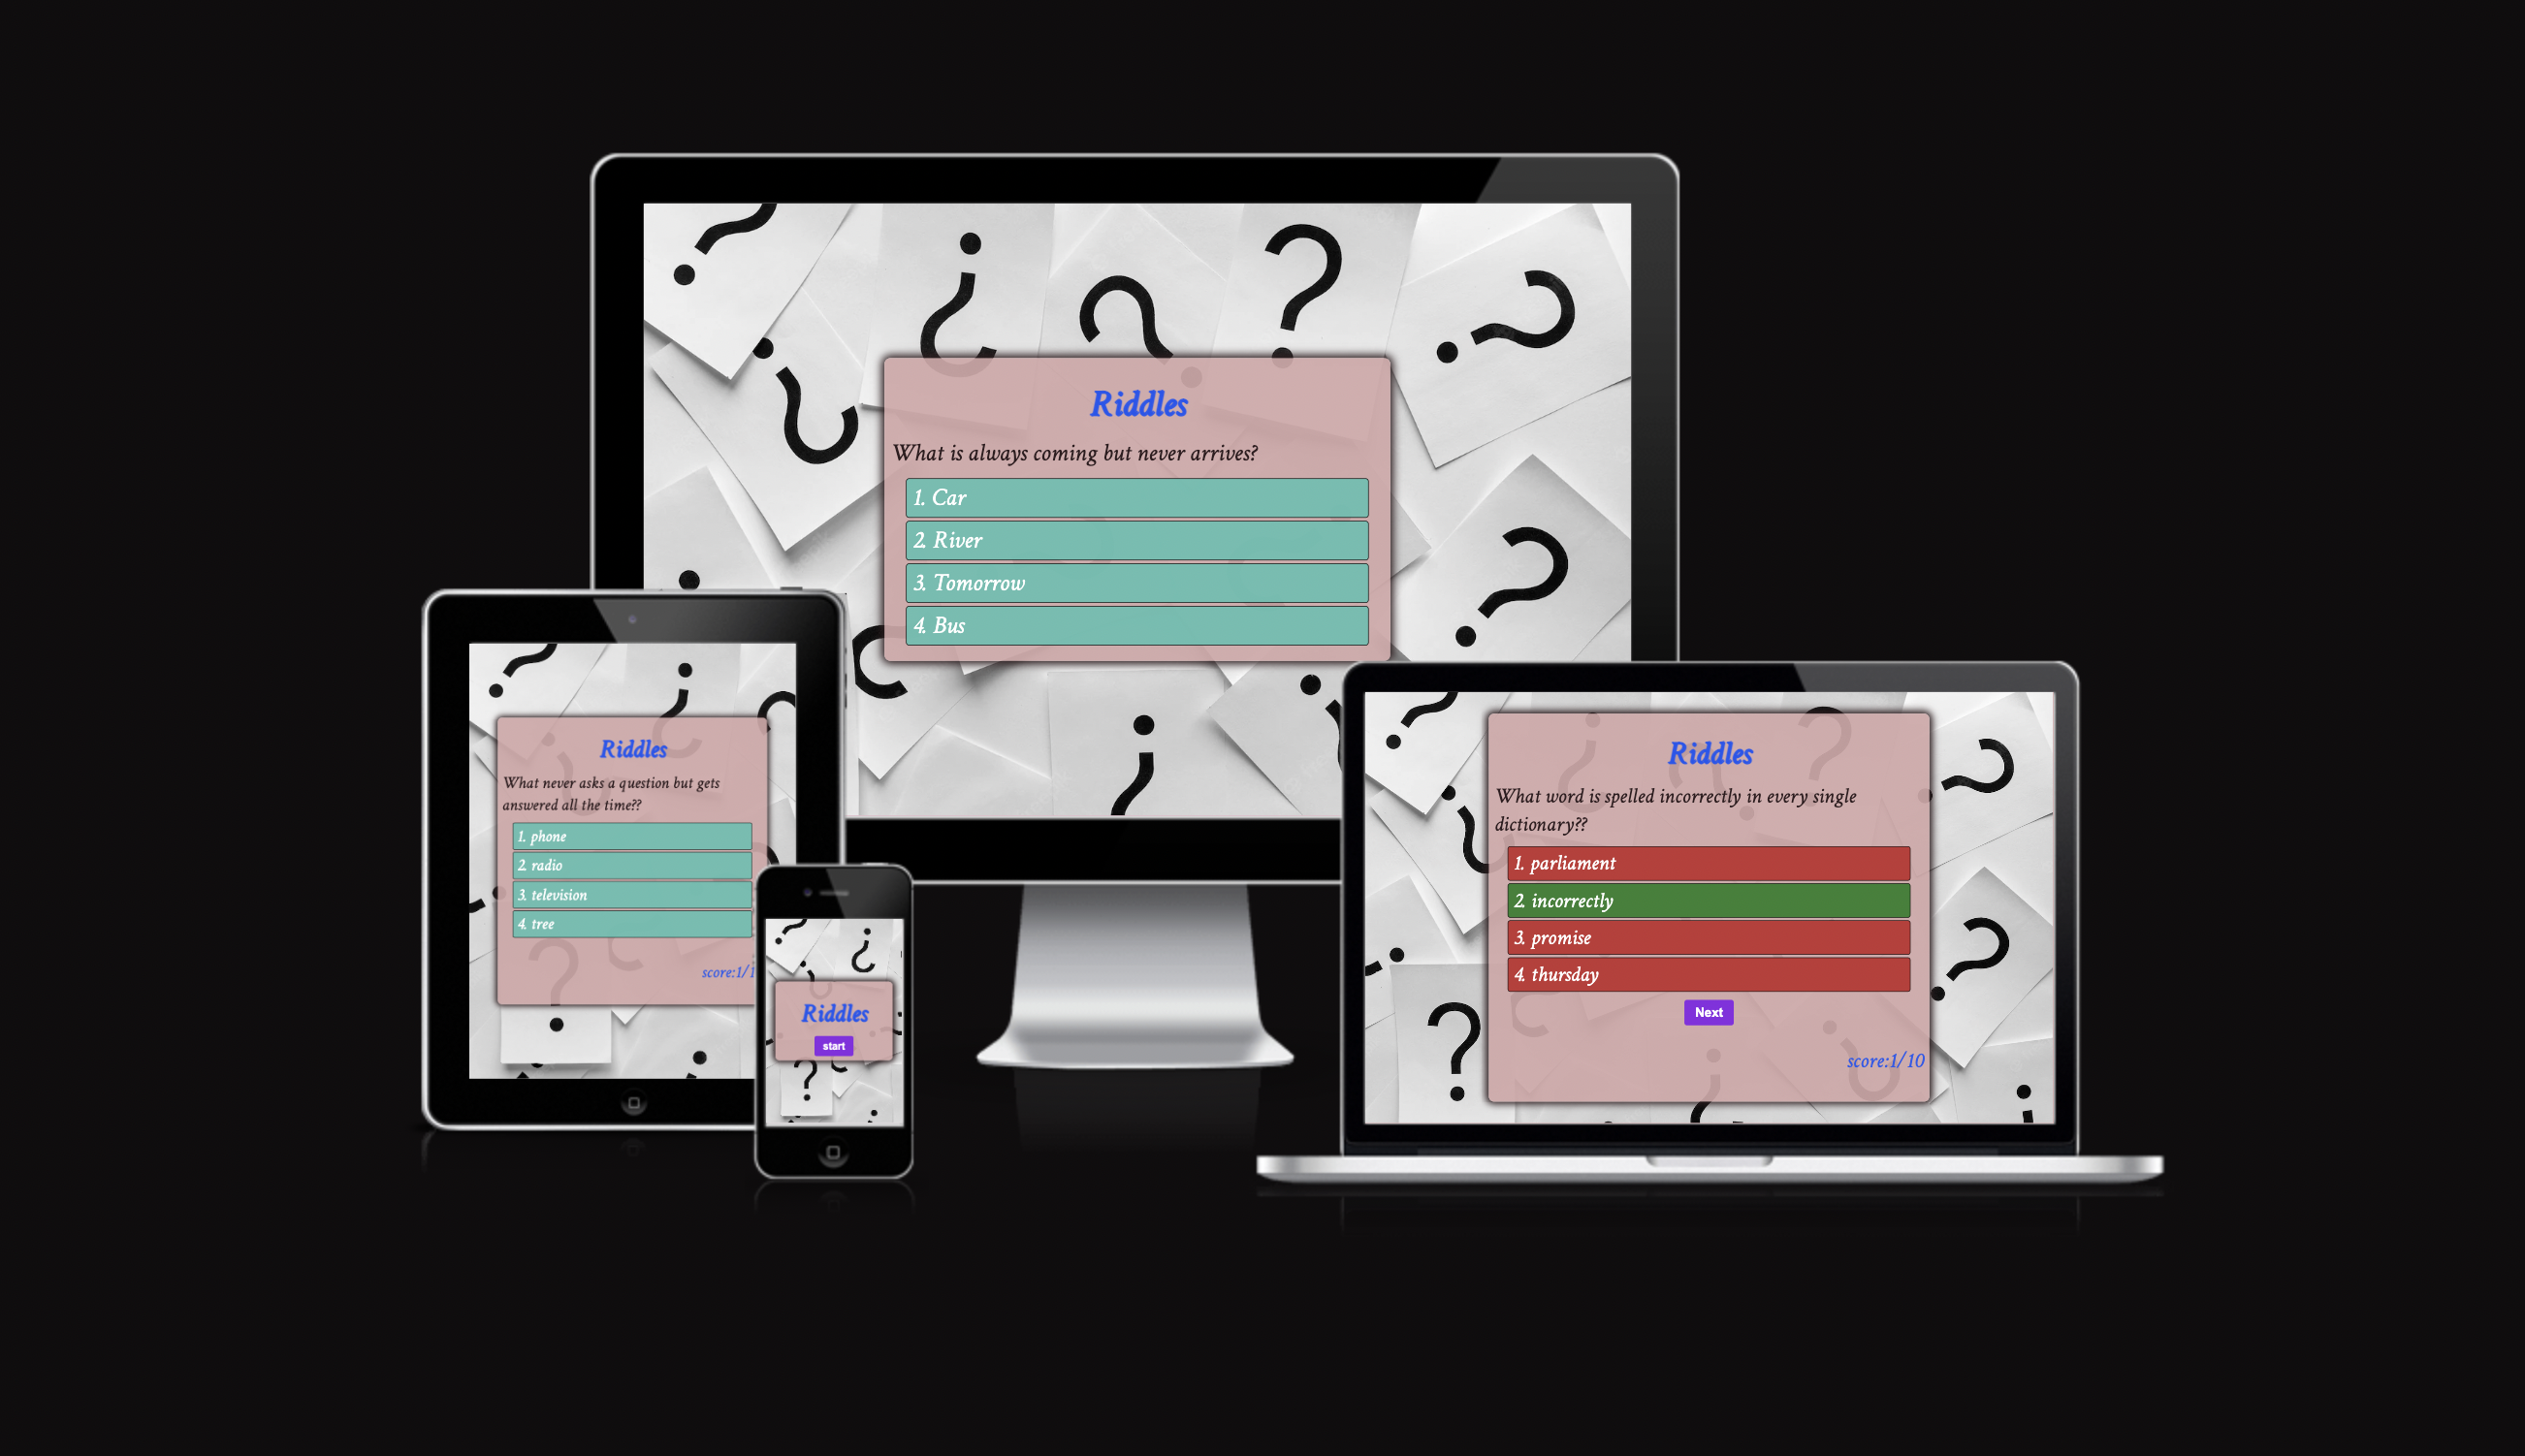 Riddles
What is always coming but never arrives?
1. Car
2. River
3. Tomorrow
4. Bus
Riddles
What never asks a question but gets
answered all the time??
1. phone
2. radio
3. television
4. tree
score:1/1
Riddles
start
Riddles
What word is spelled incorrectly in every single
dictionary??
1. parliament
2. incorrectly
3. promise
4. thursday
Next
score:1/10